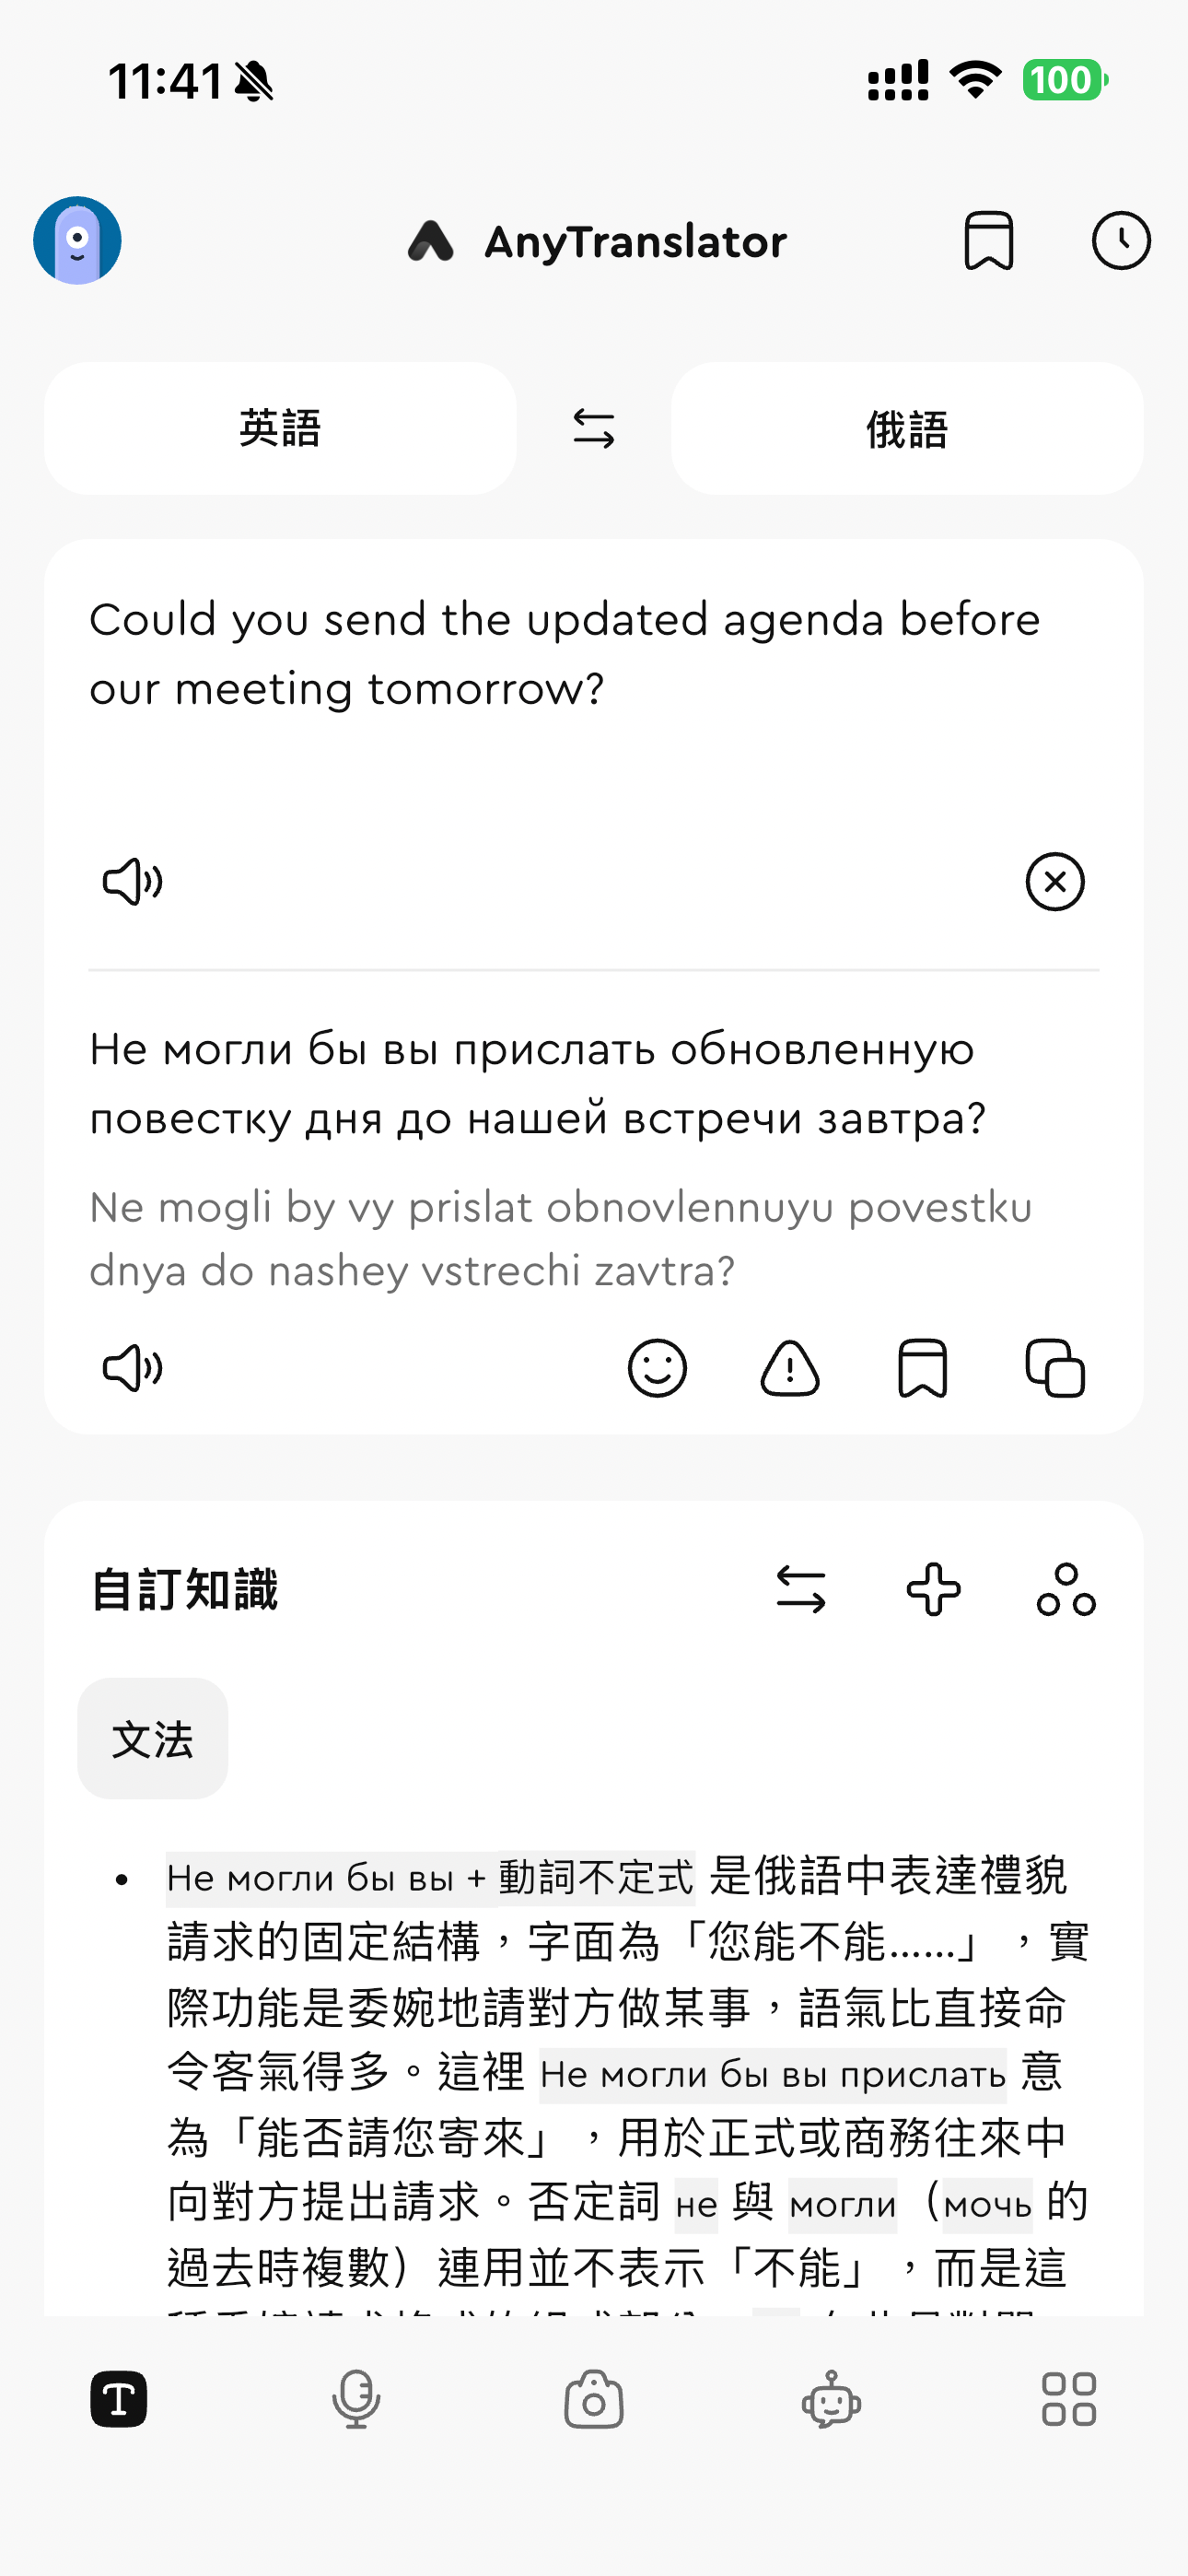 11:41
100
AnyTranslator
英語
俄語
Could you send the updated agenda before
our meeting tomorrow?
Не могли бы вы прислать обновленную
повестку дня до нашей встречи завтра?
Ne mogli by vy prislat obnovlennuyu povestku
dnya do nashey vstrechi zavtra?
自訂知識
文法
• Не могли бы вы + 動詞不定式 是俄語中表達禮貌
請求的固定結構，字面為「您能不能……」，實
際功能是委婉地請對方做某事，語氣比直接命
令客氣得多。這裡 Не могли бы вы прислать 意
為「能否請您寄來」，用於正式或商務往來中
向對方提出請求。否定詞 не 與 могли（мочь 的
過去時複數）連用並不表示「不能」，而是這